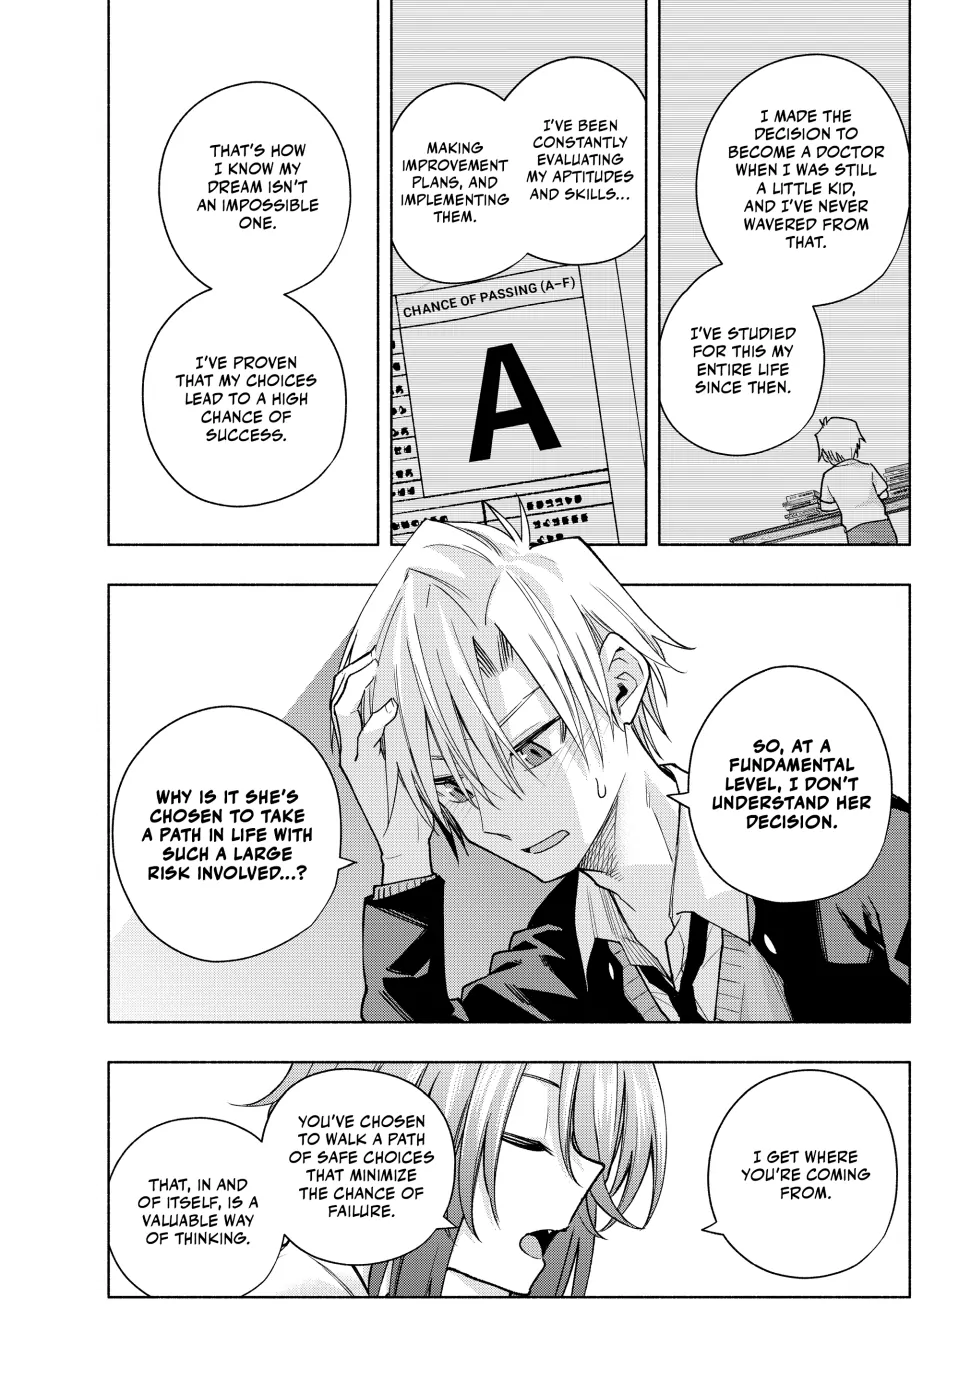 I MADE THE
DECISION TO
BECOME A DOCTOR
WHEN I WAS STILL
A LITTLE KID,
AND I'VE NEVER
WAVERED FROM
THAT.
I'VE STUDIED
FOR THIS MY
ENTIRE LIFE
SINCE THEN.
I'VE BEEN
CONSTANTLY
EVALUATING
MY APTITUDES
AND SKILLS...
MAKING
IMPROVEMENT
PLANS, AND
IMPLEMENTING
THEM.
CHANCE OF PASSING (A-F)
A
THAT'S HOW
I KNOW MY
DREAM ISN'T
AN IMPOSSIBLE
ONE.
I'VE PROVEN
THAT MY CHOICES
LEAD TO A HIGH
CHANCE OF
SUCCESS.
SO, AT A
FUNDAMENTAL
LEVEL, I DON'T
UNDERSTAND HER
DECISION.
WHY IS IT SHE'S
CHOSEN TO TAKE
A PATH IN LIFE WITH
SUCH A LARGE
RISK INVOLVED...?
I GET WHERE
YOU'RE COMING
FROM.
YOU'VE CHOSEN
TO WALK A PATH
OF SAFE CHOICES
THAT MINIMIZE
THE CHANCE OF
FAILURE.
THAT, IN AND
OF ITSELF, IS A
VALUABLE WAY
OF THINKING.